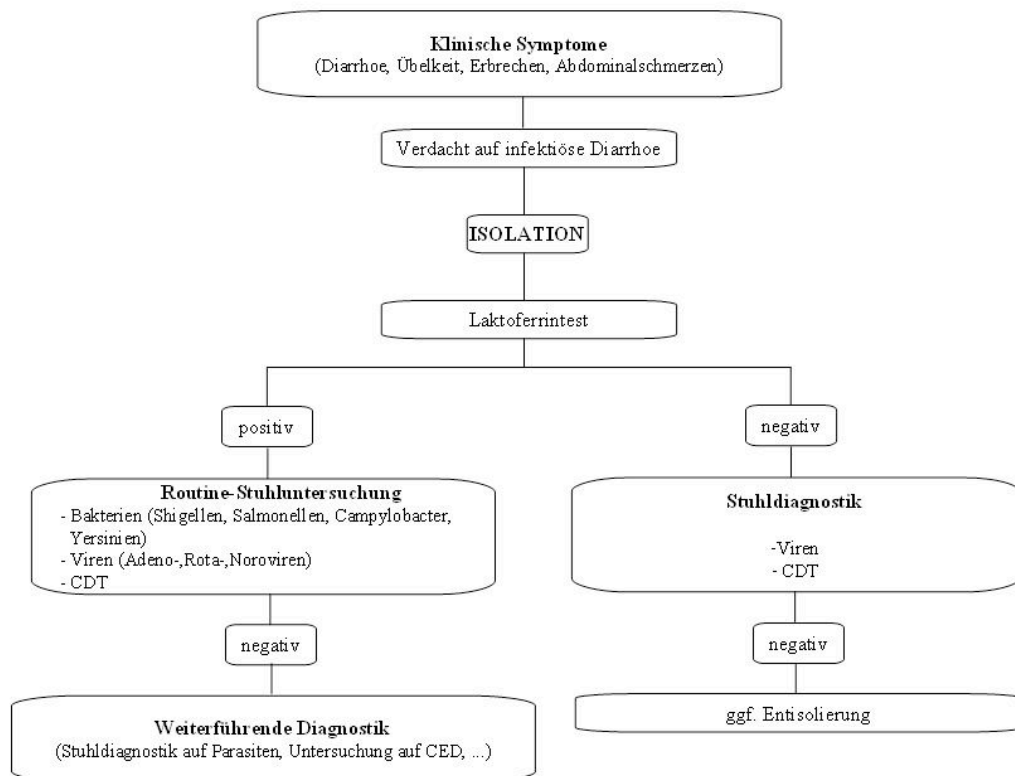 Klinische Symptome
(Diarrhoe, Übelkeit, Erbrechen, Abdominalschmerzen)
Verdacht auf infektiöse Diarrhoe
ISOLATION
Laktoferrintest
positiv
negativ
Routine-Stuhluntersuchung
- Bakterien (Shigellen, Salmonellen, Campylobacter,
Yersinien)
- Viren (Adeno-,Rota-,Noroviren)
- CDT
Stuhldiagnostik
-Viren
- CDT
negativ
negativ
Weiterführende Diagnostik
(Stuhldiagnostik auf Parasiten, Untersuchung auf CED, ...)
ggf. Entisolierung